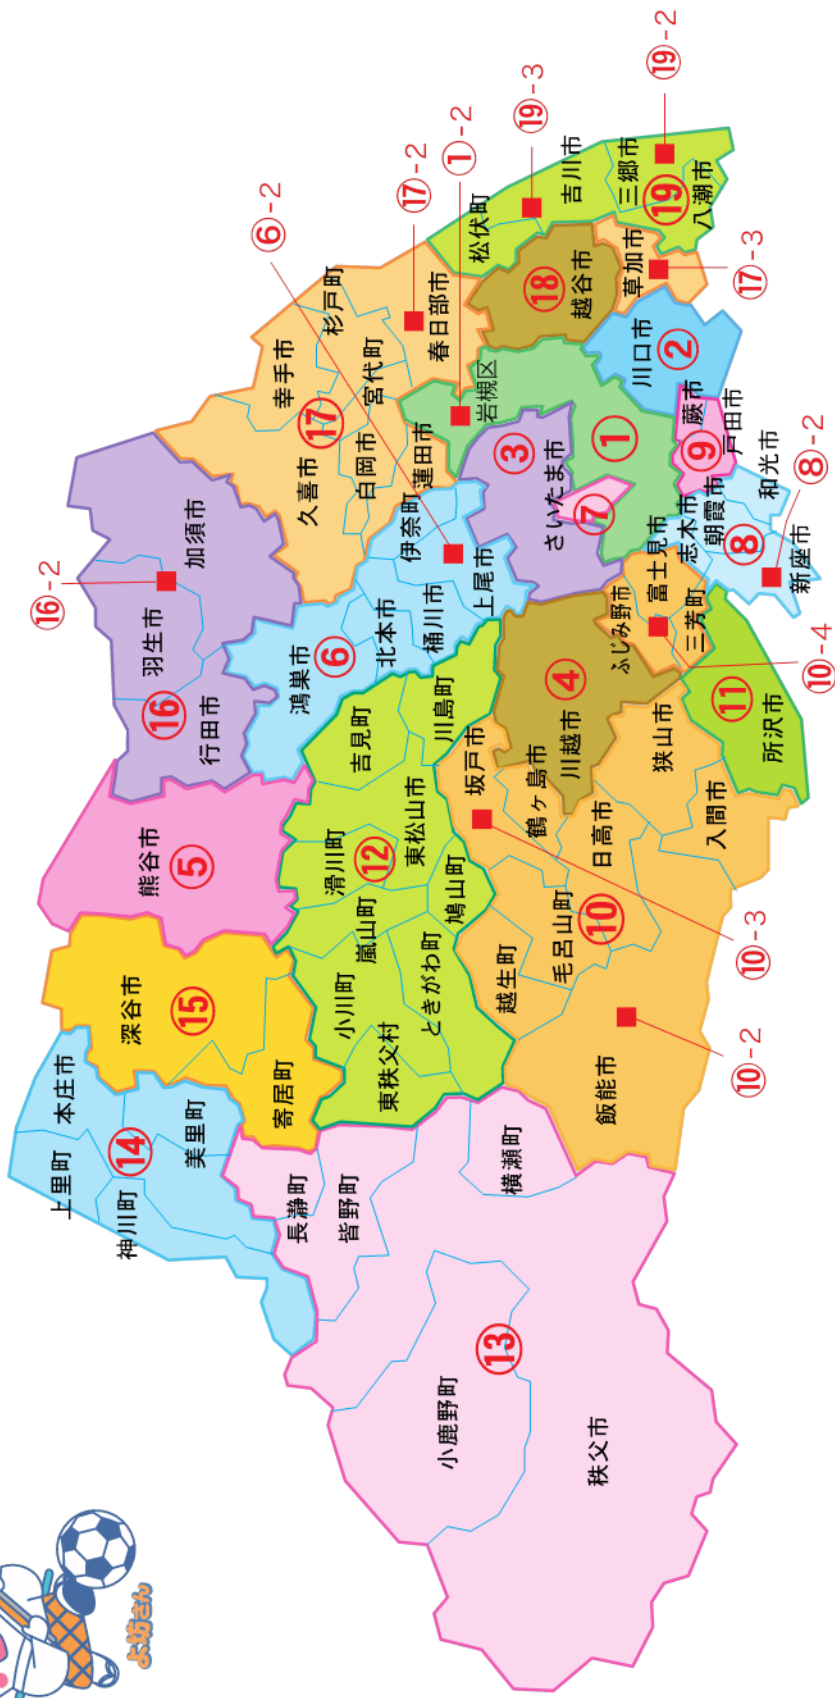 ⑲-2
⑲-3
①-2
⑰-2
⑥-2
⑯-2
⑰-3
⑧-2
⑩-4
⑩-3
⑩-2
吉川市
三郷市
⑲
八潮市
松伏町
⑱
越谷市
草加市
杉戸町
春日部市
幸手市
宮代町
⑰
久喜市
白岡市
蓮田市
岩槻区
川口市
②
蕨市
⑨
戸田市
①
③
さいたま市
⑦
和光市
朝霞市
志木市
⑧
新座市
加須市
羽生市
⑯
行田市
伊奈町
上尾市
桶川市
北本市
⑥
鴻巣市
富士見市
ふじみ野市
三芳町
④
川越市
⑪
所沢市
狭山市
入間市
川島町
吉見町
東松山市
⑫
滑川町
嵐山町
鳩山町
小川町
ときがわ町
東秩父村
坂戸市
鶴ヶ島市
日高市
⑩
毛呂山町
越生町
飯能市
熊谷市
⑤
深谷市
⑮
寄居町
本庄市
⑭
美里町
上里町
神川町
長瀞町
皆野町
横瀬町
⑬
小鹿野町
秩父市
よ坊さん